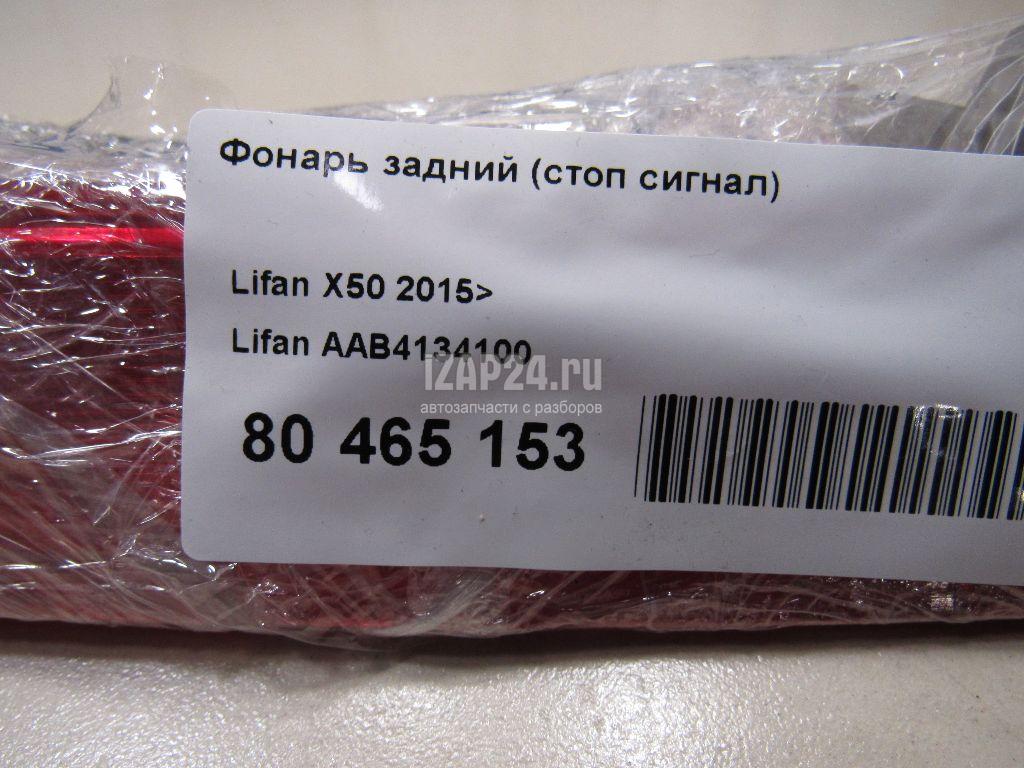 Фонарь задний (стоп сигнал)
Lifan X50 2015>
Lifan AAB4134100
IZAP24.ru
автозапчасти с разборов
80 465 153